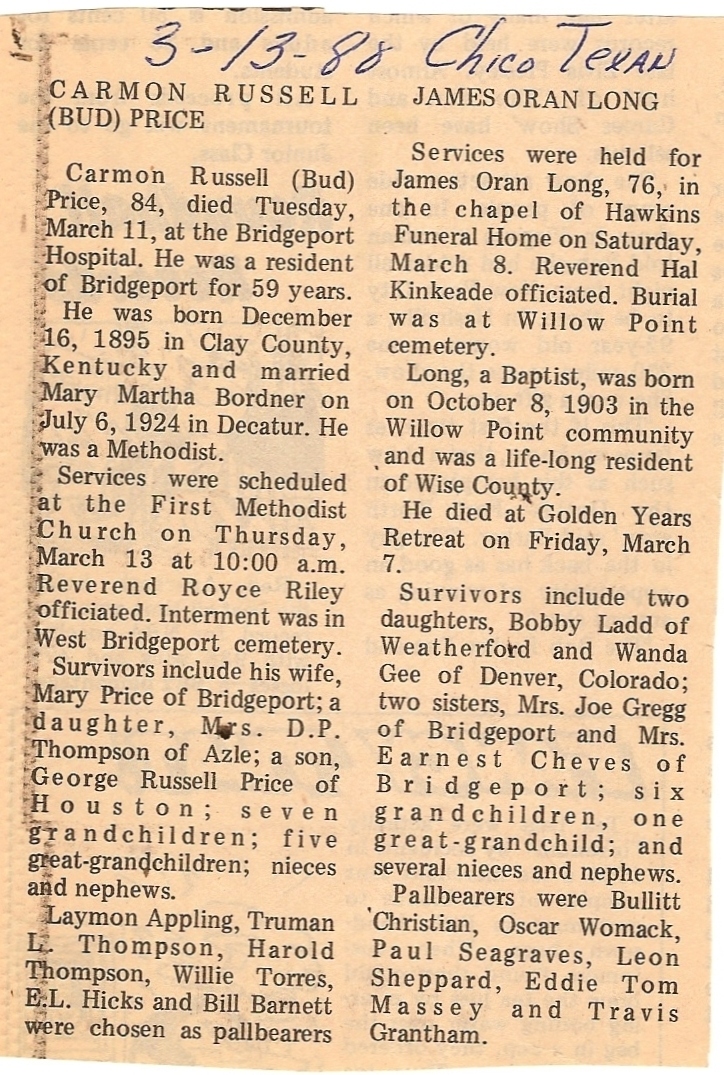 3-13-80 Chico Texan
CARMON RUSSELL
(BUD) PRICE
Carmon Russell (Bud)
Price, 84, died Tuesday,
March 11, at the Bridgeport
Hospital. He was a resident
of Bridgeport for 59 years.
He was born December
16, 1895 in Clay County,
Kentucky and married
Mary Martha Bordner on
July 6, 1924 in Decatur. He
was a Methodist.
Services were scheduled
at the First Methodist
Church on Thursday,
March 13 at 10:00 a.m.
Reverend Royce Riley
officiated. Interment was in
West Bridgeport cemetery.
Survivors include his wife,
Mary Price of Bridgeport; a
daughter, Mrs. D.P.
Thompson of Azle; a son,
George Russell Price of
Houston; seven
grandchildren; five
great-grandchildren; nieces
and nephews.
Laymon Appling, Truman
L. Thompson, Harold
Thompson, Willie Torres,
E.L. Hicks and Bill Barnett
were chosen as pallbearers
JAMES ORAN LONG
Services were held for
James Oran Long, 76, in
the chapel of Hawkins
Funeral Home on Saturday,
March 8. Reverend Hal
Kinkeade officiated. Burial
was at Willow Point
cemetery.
Long, a Baptist, was born
on October 8, 1903 in the
Willow Point community
and was a life-long resident
of Wise County.
He died at Golden Years
Retreat on Friday, March
7.
Survivors include two
daughters, Bobby Ladd of
Weatherford and Wanda
Gee of Denver, Colorado;
two sisters, Mrs. Joe Gregg
of Bridgeport and Mrs.
Earnest Cheves of
Bridgeport; six
grandchildren, one
great-grandchild; and
several nieces and nephews.
Pallbearers were Bullitt
Christian, Oscar Womack,
Paul Seagraves, Leon
Sheppard, Eddie Tom
Massey and Travis
Grantham.